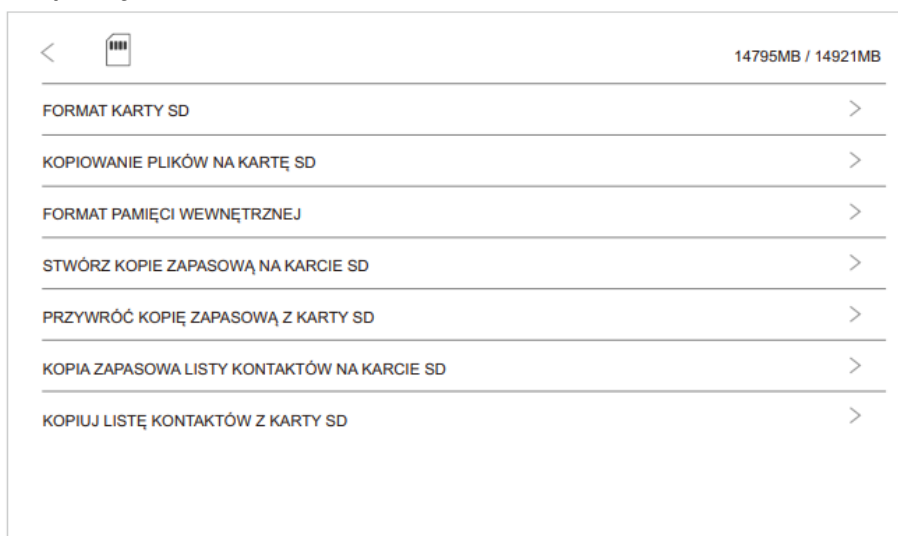 14795MB / 14921MB
FORMAT KARTY SD
KOPIOWANIE PLIKÓW NA KARTĘ SD
FORMAT PAMIĘCI WEWNĘTRZNEJ
STWÓRZ KOPIE ZAPASOWĄ NA KARCIE SD
PRZYWRÓĆ KOPIĘ ZAPASOWĄ Z KARTY SD
KOPIA ZAPASOWA LISTY KONTAKTÓW NA KARCIE SD
KOPIUJ LISTĘ KONTAKTÓW Z KARTY SD